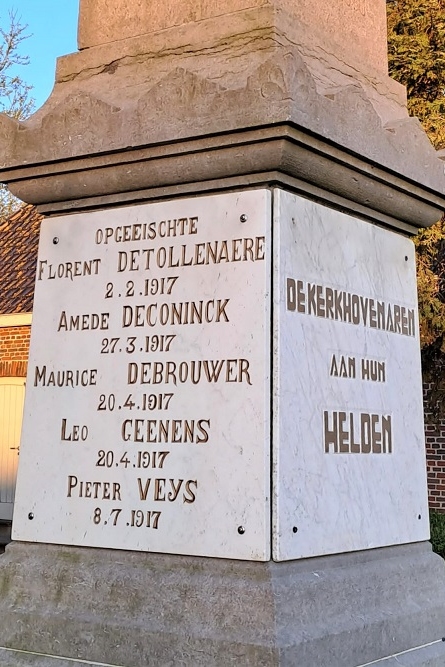 OPGEEISCHTE
FLORENT DETOLLENAERE
2.2.1917
AMEDE DECONINCK
27.3.1917
MAURICE DEBROUWER
20.4.1917
LEO GEENENS
20.4.1917
PIETER VEYS
8.7.1917
DE KERKHOVENAREN
AAN HUN
HELDEN